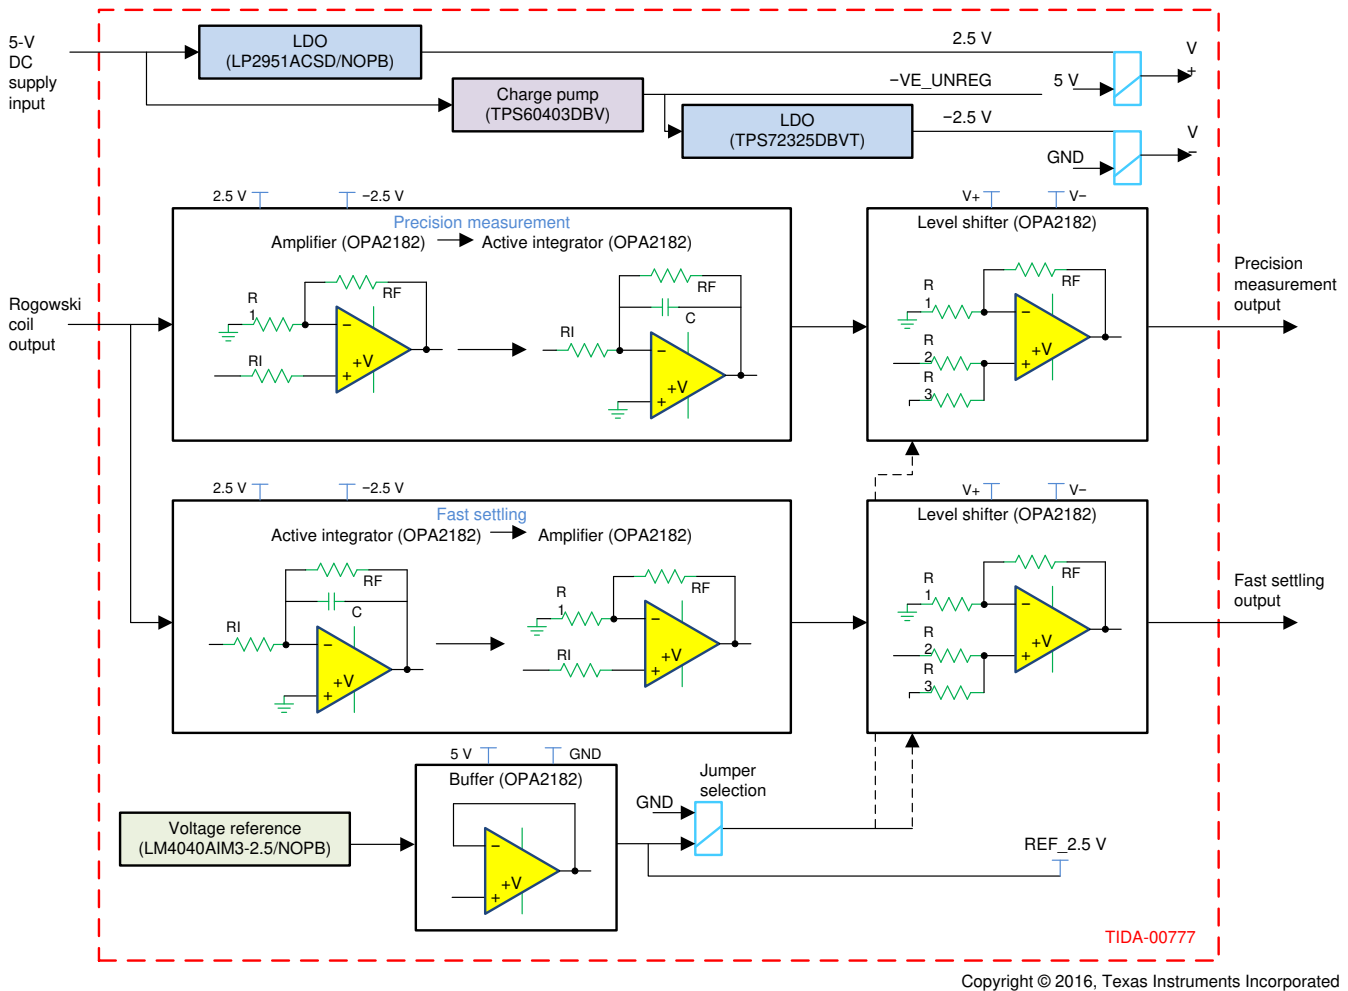 5-V
DC
supply
input
LDO
(LP2951ACSD/NOPB)
2.5 V
V
+
−VE_UNREG
5 V
Charge pump
(TPS60403DBV)
LDO
(TPS72325DBVT)
−2.5 V
V
−
GND
2.5 V
−2.5 V
Precision measurement
Amplifier (OPA2182)
Active integrator (OPA2182)
R
1
RF
−
+V
+
RI
RF
C
RI
−
+V
+
V+
V−
Level shifter (OPA2182)
R
1
RF
−
+V
+
R
2
R
3
Precision
measurement
output
Rogowski
coil
output
2.5 V
−2.5 V
Fast settling
Active integrator (OPA2182)
Amplifier (OPA2182)
RF
C
RI
−
+V
+
R
1
RF
−
+V
+
RI
V+
V−
Level shifter (OPA2182)
R
1
RF
−
+V
+
R
2
R
3
Fast settling
output
5 V
GND
Buffer (OPA2182)
−
+V
+
Voltage reference
(LM4040AIM3-2.5/NOPB)
Jumper
selection
GND
REF_2.5 V
TIDA-00777
Copyright © 2016, Texas Instruments Incorporated